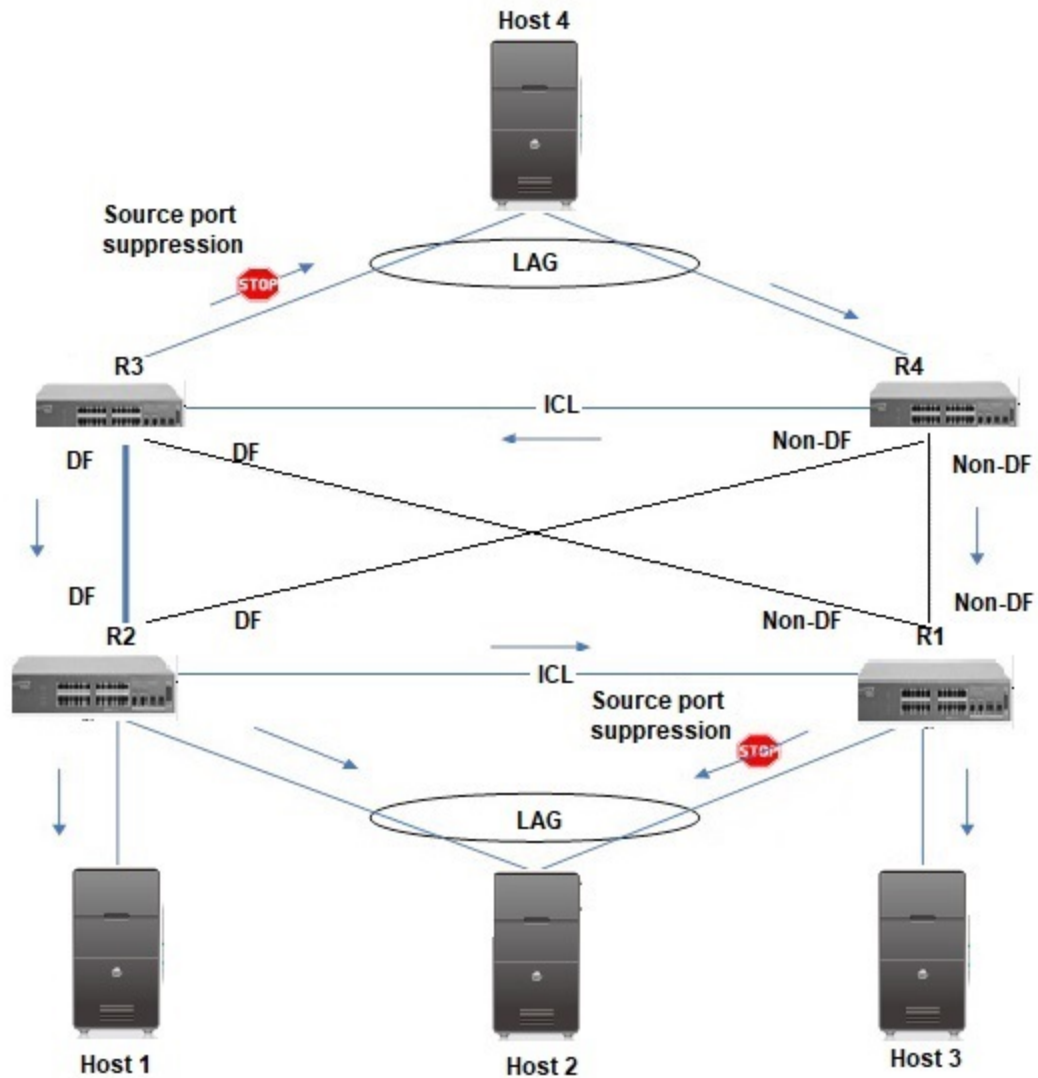 Host 4
Source port
suppression
STOP
LAG
R3
R4
ICL
DF
DF
Non-DF
Non-DF
DF
DF
Non-DF
Non-DF
R2
R1
ICL
Source port
suppression
STOP
LAG
Host 1
Host 2
Host 3